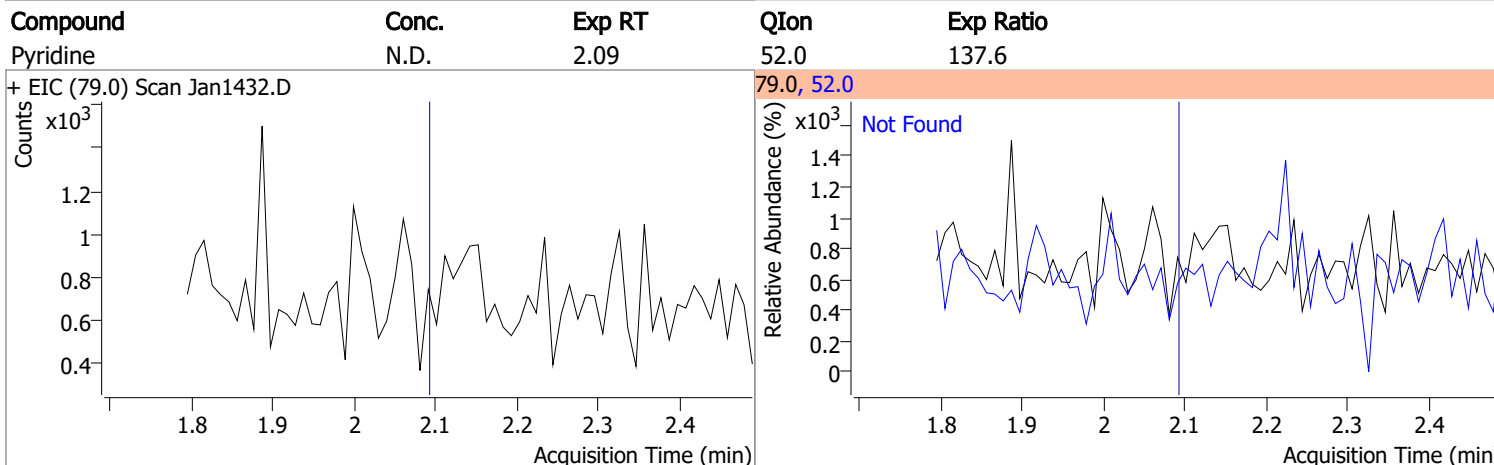 Compound Conc. Exp RT QIon Exp Ratio
Pyridine N.D. 2.09 52.0 137.6
+ EIC (79.0) Scan Jan1432.D
Counts
x10³
1.2
1
0.8
0.6
0.4
1.8 1.9 2 2.1 2.2 2.3 2.4
Acquisition Time (min)
79.0, 52.0
Relative Abundance (%)
x10³
Not Found
1.4
1.2
1
0.8
0.6
0.4
0.2
0
1.8 1.9 2 2.1 2.2 2.3 2.4
Acquisition Time (min